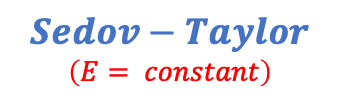 Sedov – Taylor
(E = constant)